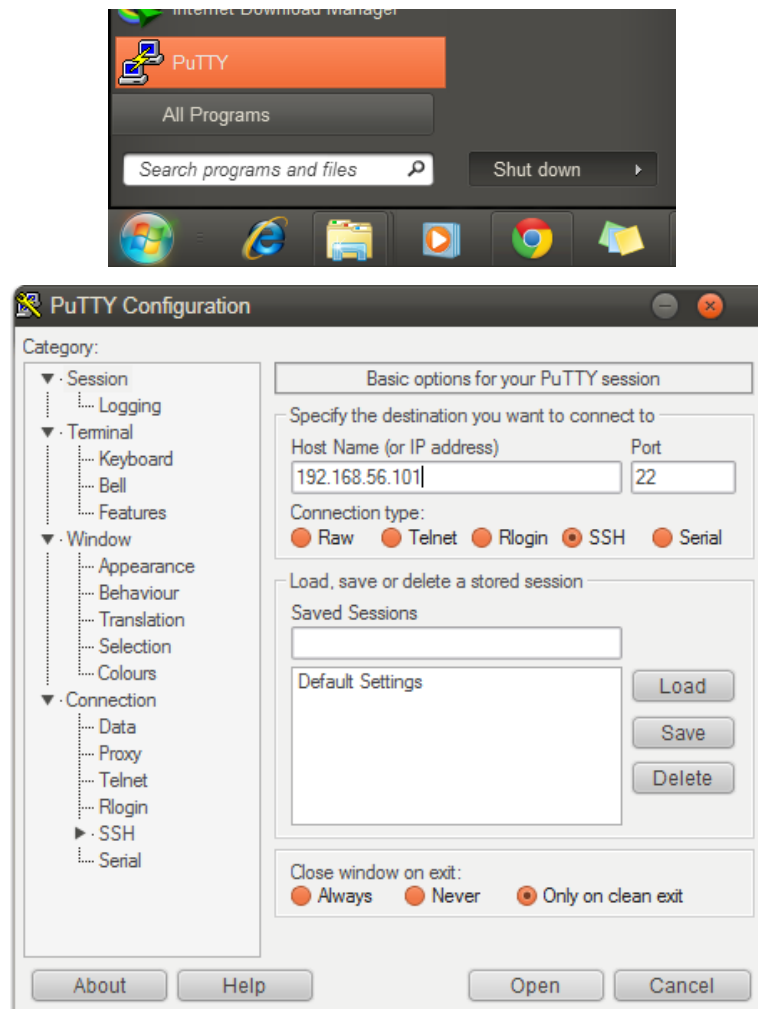 Internet Download Manager
PuTTY
All Programs
Search programs and files
Shut down
PuTTY Configuration
Category:
Session
Logging
Terminal
Keyboard
Bell
Features
Window
Appearance
Behaviour
Translation
Selection
Colours
Connection
Data
Proxy
Telnet
Rlogin
SSH
Serial
Basic options for your PuTTY session
Specify the destination you want to connect to
Host Name (or IP address) Port
192.168.56.101 22
Connection type:
Raw Telnet Rlogin SSH Serial
Load, save or delete a stored session
Saved Sessions
Default Settings
Load
Save
Delete
Close window on exit:
Always Never Only on clean exit
About Help Open Cancel